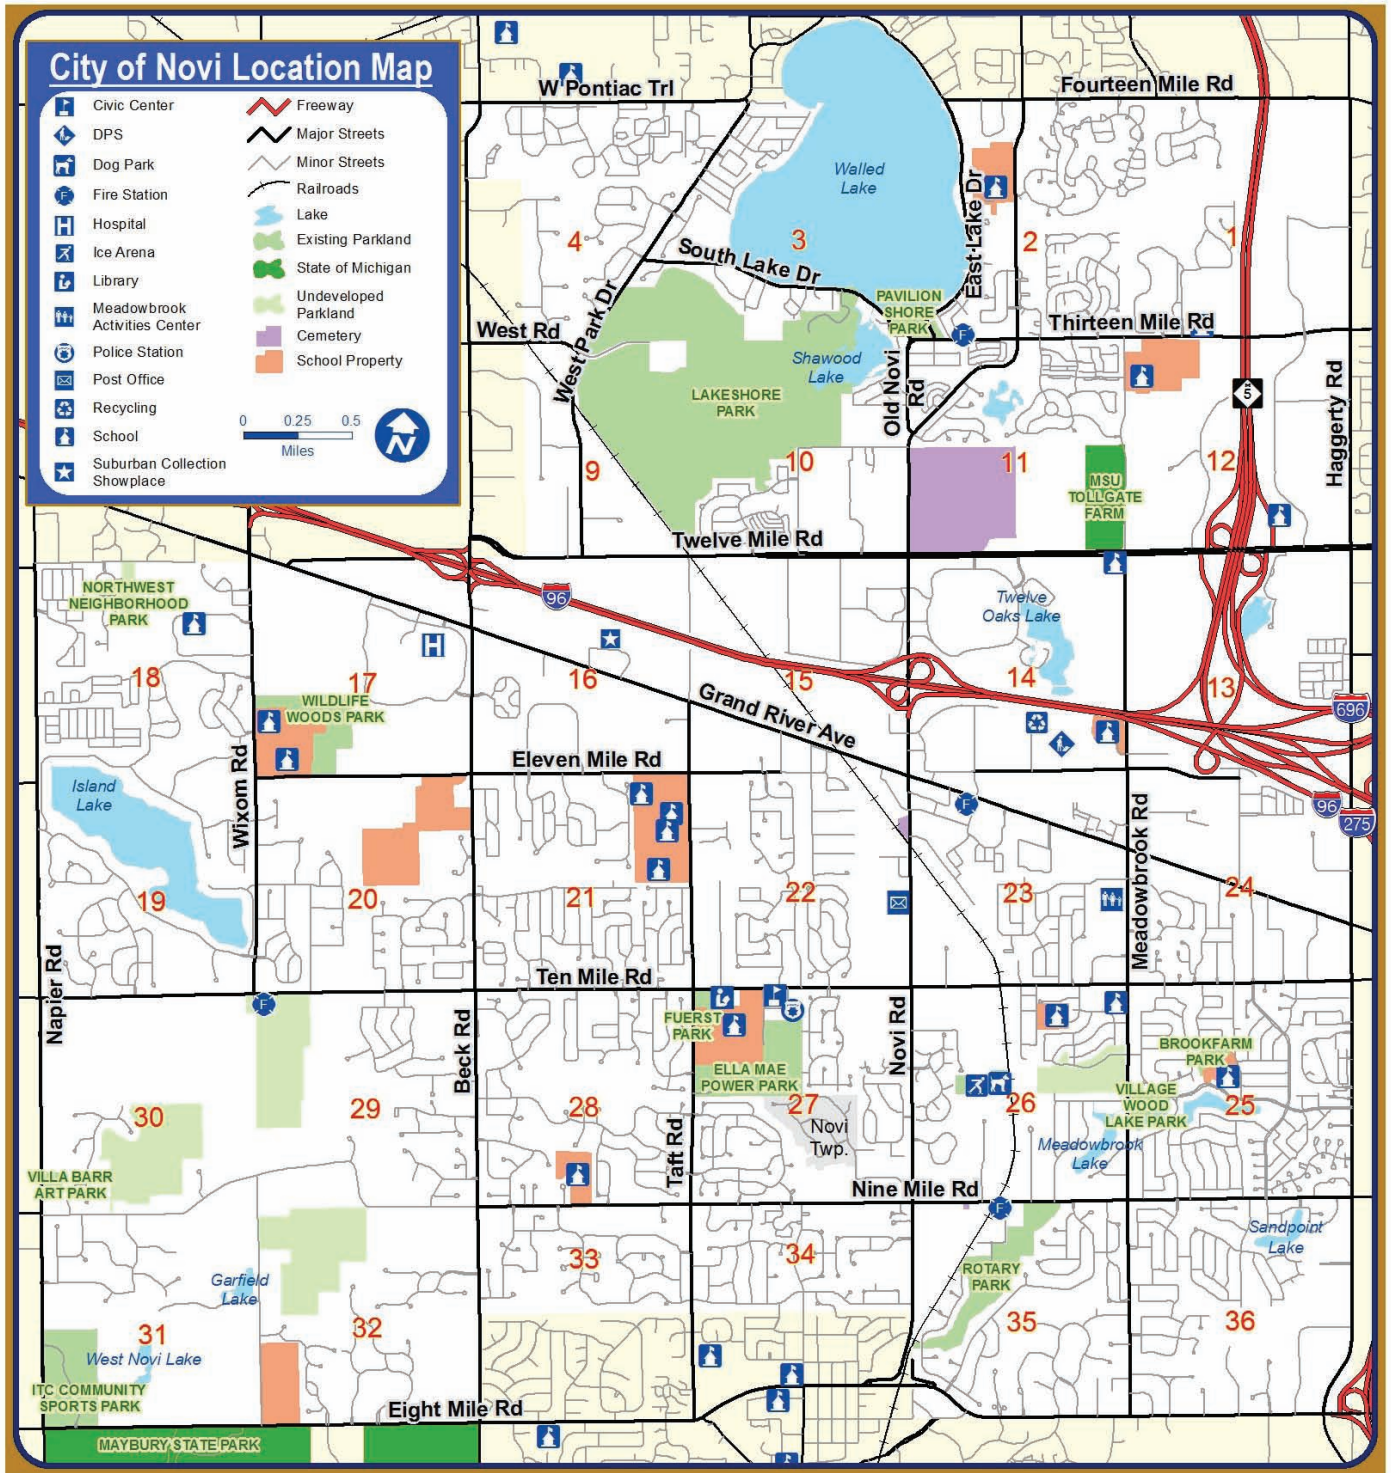 City of Novi Location Map
Civic Center
DPS
Dog Park
Fire Station
Hospital
Ice Arena
Library
Meadowbrook
Activities Center
Police Station
Post Office
Recycling
School
Suburban Collection
Showplace
Freeway
Major Streets
Minor Streets
Railroads
Lake
Existing Parkland
State of Michigan
Undeveloped
Parkland
Cemetery
School Property
0 0.25 0.5
Miles
N
W Pontiac Trl
Fourteen Mile Rd
Walled
Lake
East Lake Dr
4
3
2
1
South Lake Dr
PAVILION
SHORE
PARK
West Park Dr
West Rd
Thirteen Mile Rd
F
Shawood
Lake
Old Novi
Rd
LAKESHORE
PARK
5
Haggerty Rd
9
10
11
12
MSU
TOLLGATE
FARM
Twelve Mile Rd
NORTHWEST
NEIGHBORHOOD
PARK
96
Twelve
Oaks Lake
H
18
17
16
15
14
13
WILDLIFE
WOODS PARK
Grand River Ave
696
Eleven Mile Rd
Wixom Rd
Island
Lake
F
96
275
Meadowbrook Rd
19
20
21
22
23
24
Napier Rd
Ten Mile Rd
F
Beck Rd
FUERST
PARK
Novi Rd
BROOKFARM
PARK
ELLA MAE
POWER PARK
VILLAGE
WOOD
LAKE PARK
30
29
28
27
26
25
Novi
Twp.
Taft Rd
Meadowbrook
Lake
VILLA BARR
ART PARK
Nine Mile Rd
F
Sandpoint
Lake
33
34
Garfield
Lake
ROTARY
PARK
31
32
35
36
West Novi Lake
ITC COMMUNITY
SPORTS PARK
Eight Mile Rd
MAYBURY STATE PARK